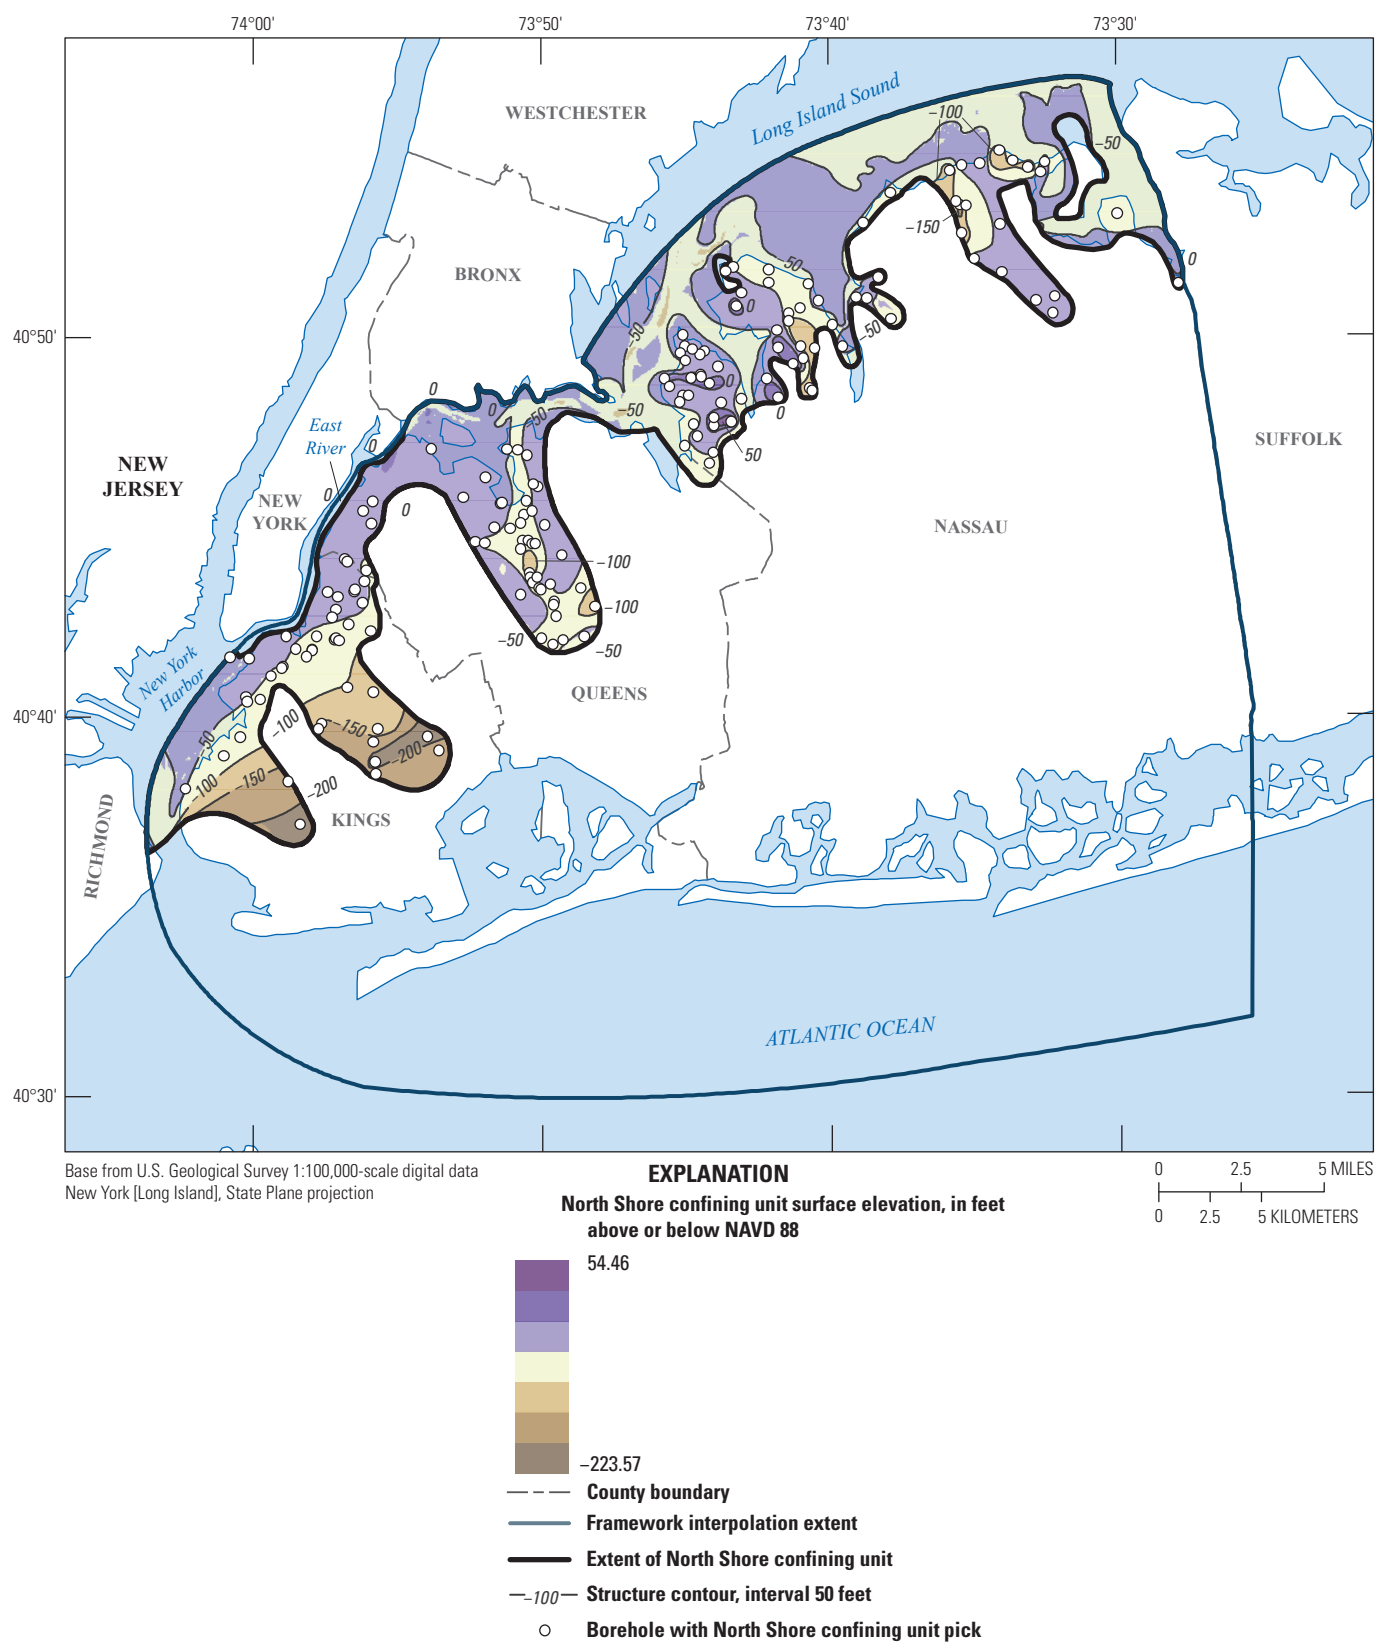 74°00'
73°50'
73°40'
73°30'
WESTCHESTER
Long Island Sound
−100
−50
−150
0
BRONX
50
0
−50
−50
40°50'
0
0
0
−50
−50
0
50
East
River
0
0
0
NEW
JERSEY
NEW
YORK
SUFFOLK
NASSAU
−100
−100
−50
−50
New York
Harbor
QUEENS
40°40'
−100
−150
−50
−200
−150
−100
−200
KINGS
RICHMOND
ATLANTIC OCEAN
40°30'
Base from U.S. Geological Survey 1:100,000-scale digital data
New York [Long Island], State Plane projection
0 2.5 5 MILES
0 2.5 5 KILOMETERS
EXPLANATION
North Shore confining unit surface elevation, in feet
above or below NAVD 88
54.46
−223.57
County boundary
Framework interpolation extent
Extent of North Shore confining unit
−100 Structure contour, interval 50 feet
Borehole with North Shore confining unit pick